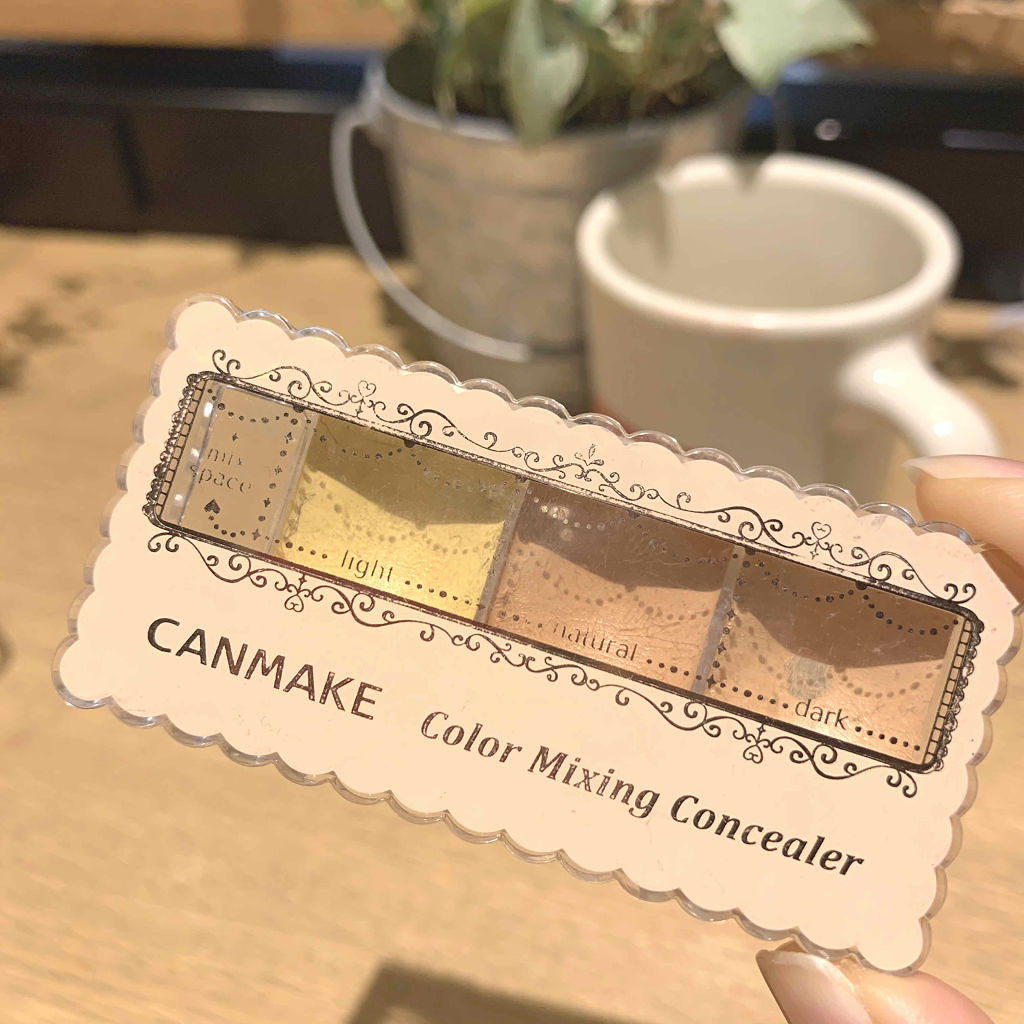 mix
space
light
natural
dark
CANMAKE
Color Mixing Concealer